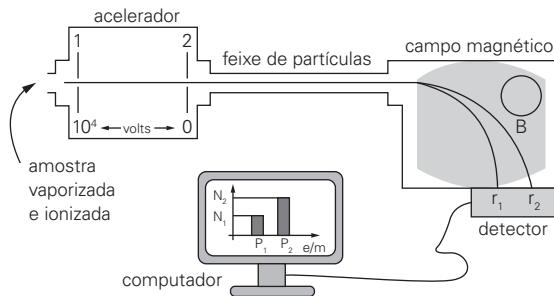 acelerador
1 2
feixe de partículas
campo magnético
10⁴ volts 0
B
amostra
vaporizada
e ionizada
N₂
N₁
P₁ P₂ e/m
r₁ r₂
detector
computador